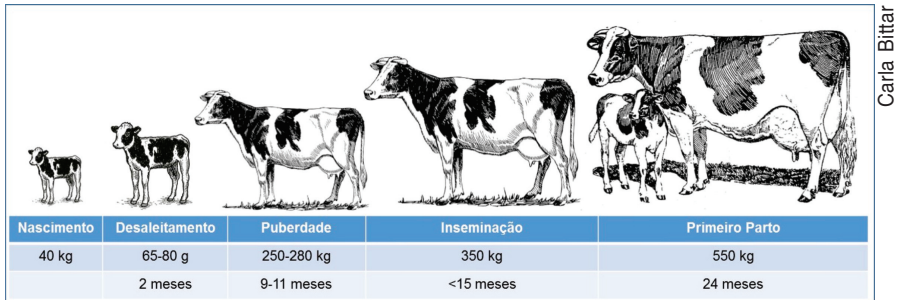 Carla Bittar
Nascimento Desaleitamento Puberdade Inseminação Primeiro Parto
40 kg 65-80 g 250-280 kg 350 kg 550 kg
2 meses 9-11 meses <15 meses 24 meses